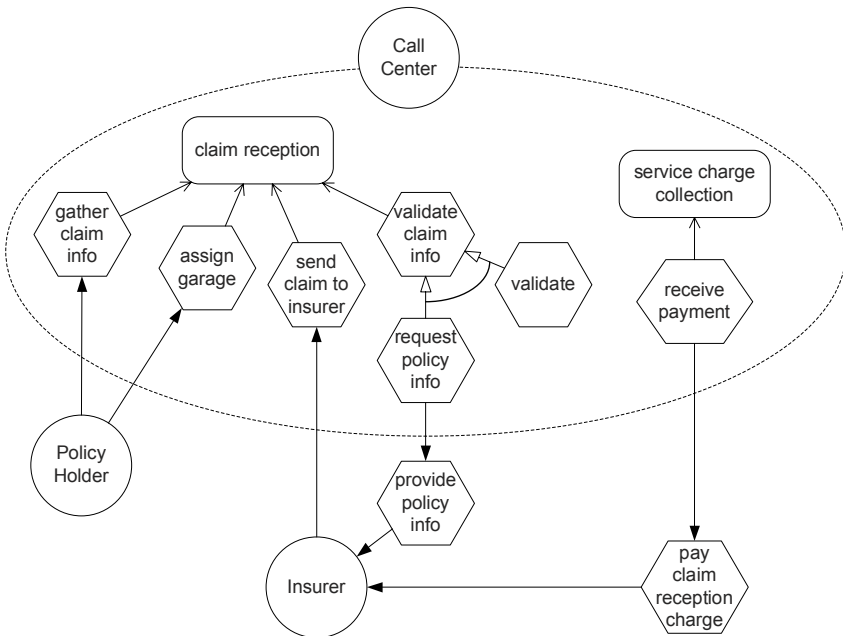 Call
Center
claim reception
service charge
collection
gather
claim
info
assign
garage
send
claim to
insurer
validate
claim
info
validate
receive
payment
request
policy
info
Policy
Holder
provide
policy
info
Insurer
pay
claim
reception
charge